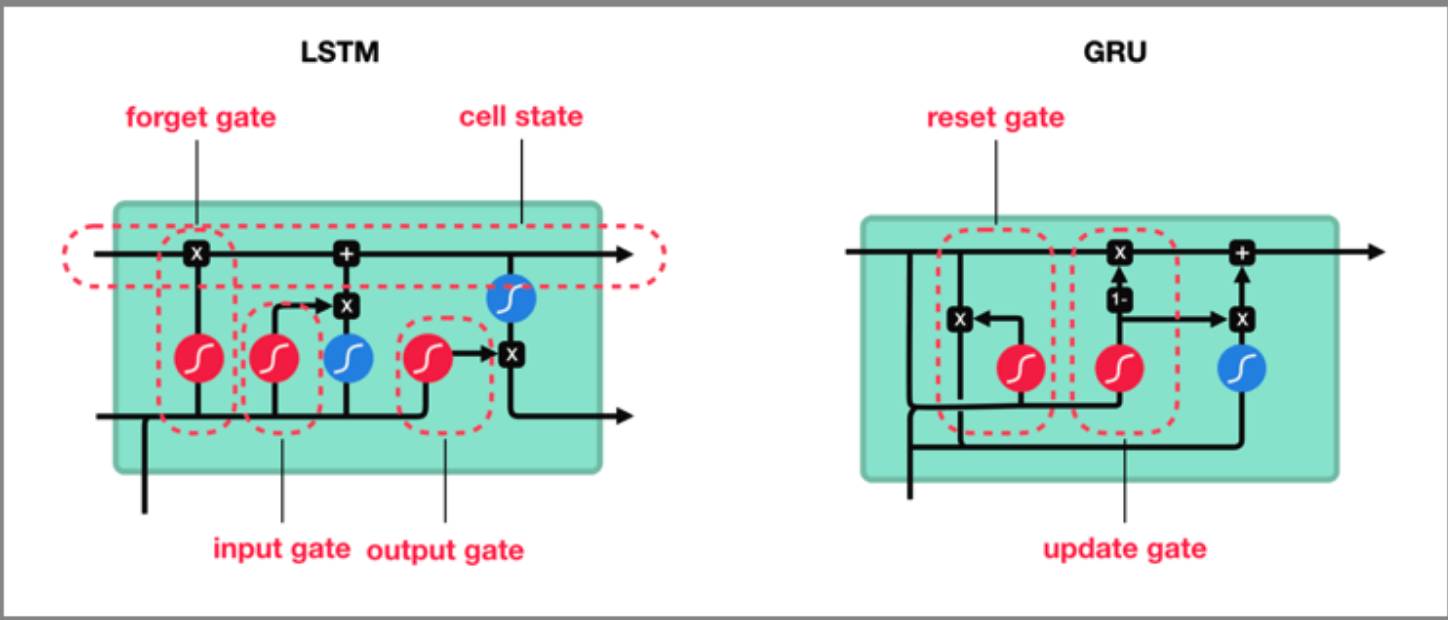 LSTM
GRU
forget gate
cell state
reset gate
X
+
X
+
X
1-
X
X
X
input gate
output gate
update gate